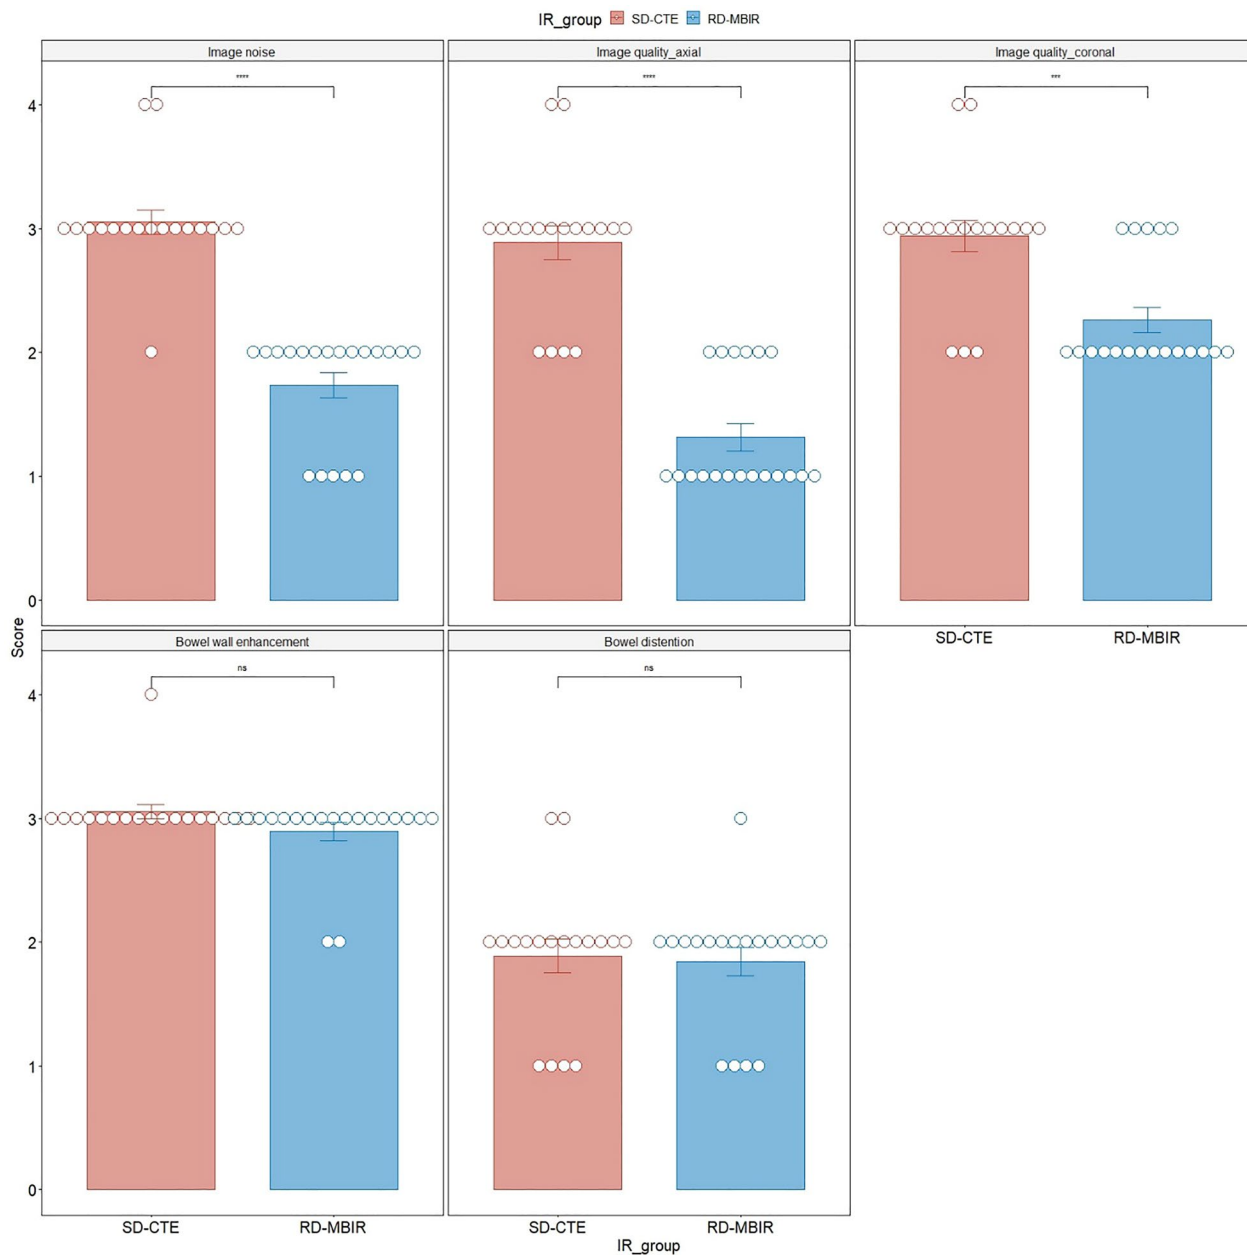 IR_group SD-CTE RD-MBIR
Image noise
Image quality_axial
Image quality_coronal
****
****
***
4
3
2
1
0
SD-CTE
RD-MBIR
Score
Bowel wall enhancement
Bowel distention
ns
ns
4
3
2
1
0
SD-CTE
RD-MBIR
SD-CTE
RD-MBIR
IR_group